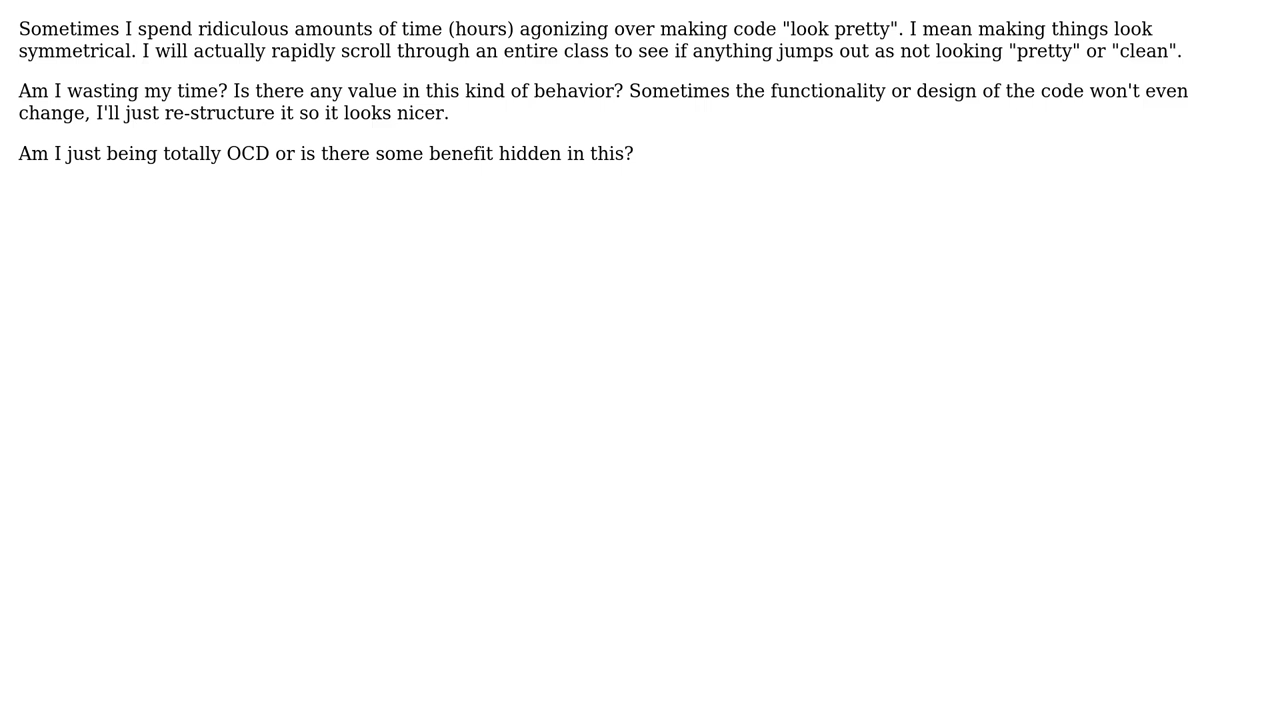 Sometimes I spend ridiculous amounts of time (hours) agonizing over making code "look pretty". I mean making things look
symmetrical. I will actually rapidly scroll through an entire class to see if anything jumps out as not looking "pretty" or "clean".
Am I wasting my time? Is there any value in this kind of behavior? Sometimes the functionality or design of the code won't even
change, I'll just re-structure it so it looks nicer.
Am I just being totally OCD or is there some benefit hidden in this?